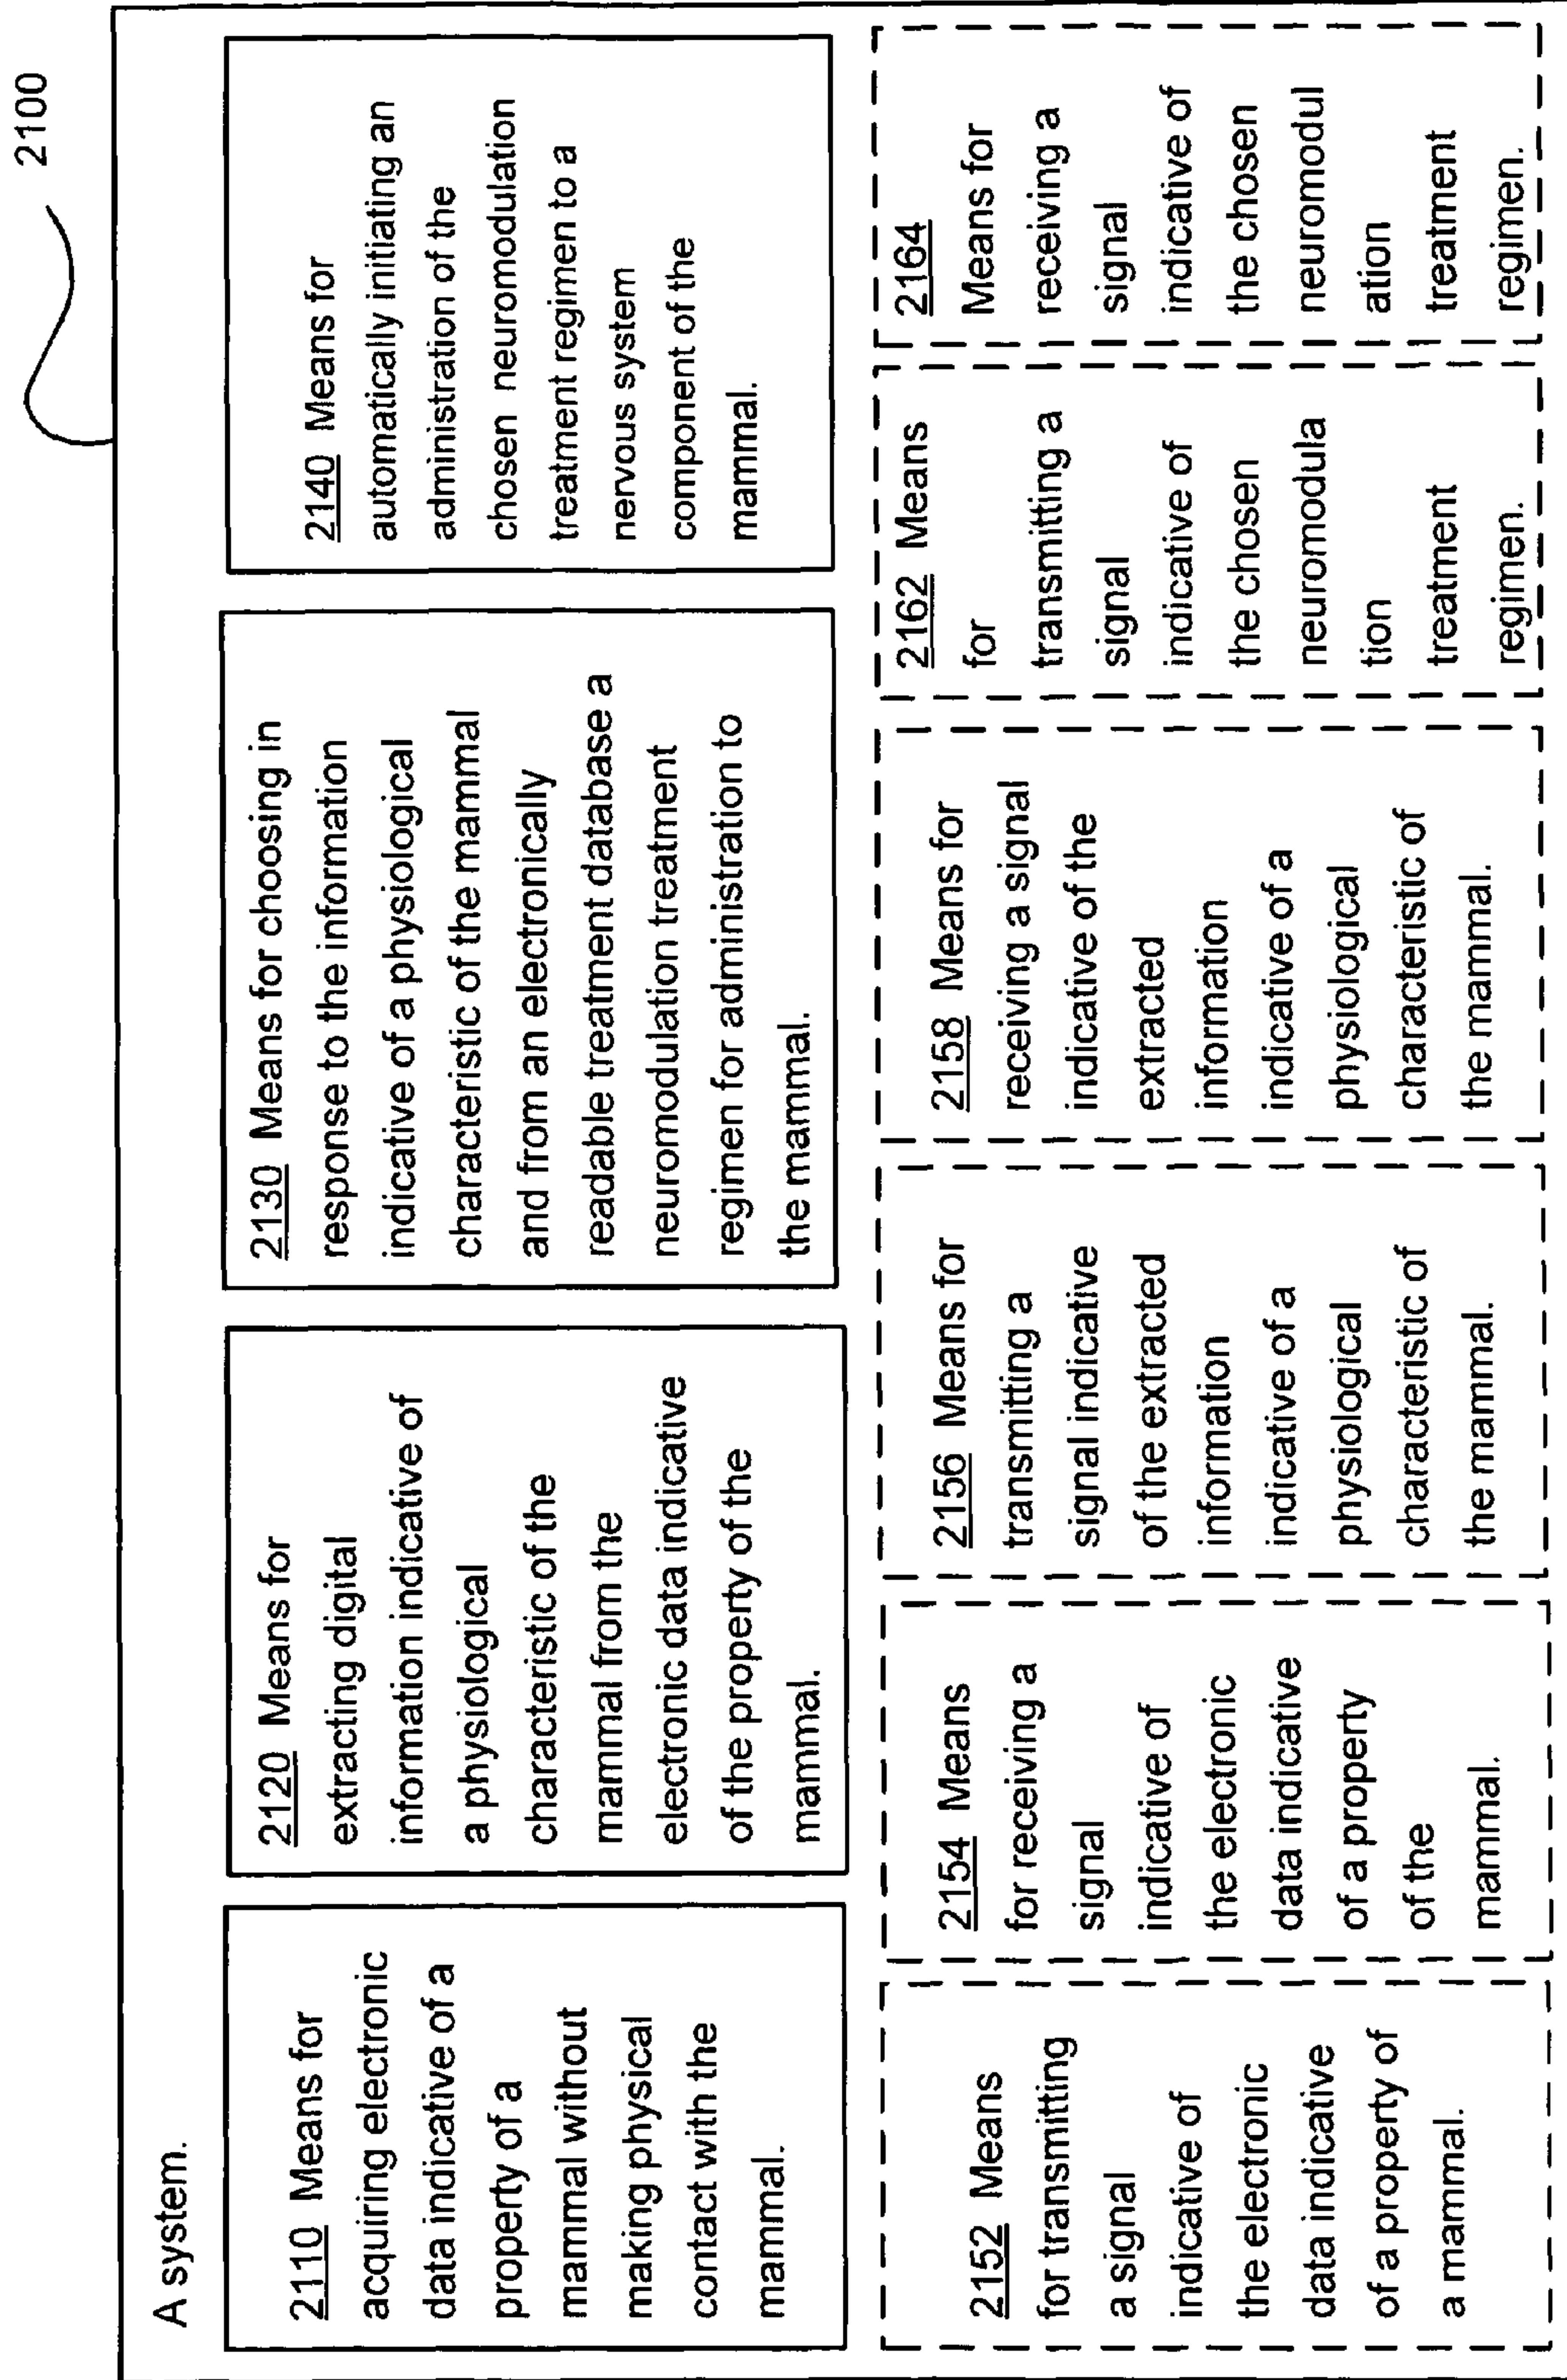 2100
A system.
2110 Means for
acquiring electronic
data indicative of a
property of a
mammal without
making physical
contact with the
mammal.
2120 Means for
extracting digital
information indicative of
a physiological
characteristic of the
mammal from the
electronic data indicative
of the property of the
mammal.
2130 Means for choosing in
response to the information
indicative of a physiological
characteristic of the mammal
and from an electronically
readable treatment database a
neuromodulation treatment
regimen for administration to
the mammal.
2140 Means for
automatically initiating an
administration of the
chosen neuromodulation
treatment regimen to a
nervous system
component of the
mammal.
2152 Means
for transmitting
a signal
indicative of
the electronic
data indicative
of a property of
a mammal.
2154 Means
for receiving a
signal
indicative of
the electronic
data indicative
of a property
of the
mammal.
2156 Means for
transmitting a
signal indicative
of the extracted
information
indicative of a
physiological
characteristic of
the mammal.
2158 Means for
receiving a signal
indicative of the
extracted
information
indicative of a
physiological
characteristic of
the mammal.
2162 Means
for
transmitting a
signal
indicative of
the chosen
neuromodula
tion
treatment
regimen.
2164
Means for
receiving a
signal
indicative of
the chosen
neuromodul
ation
treatment
regimen.